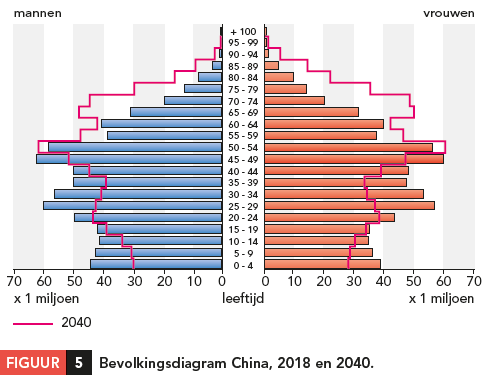 mannen vrouwen
+ 100
95 - 99
90 - 94
85 - 89
80 - 84
75 - 79
70 - 74
65 - 69
60 - 64
55 - 59
50 - 54
45 - 49
40 - 44
35 - 39
30 - 34
25 - 29
20 - 24
15 - 19
10 - 14
5 - 9
0 - 4
70 60 50 40 30 20 10 0 0 10 20 30 40 50 60 70
x 1 miljoen leeftijd x 1 miljoen
2040
FIGUUR 5 Bevolkingsdiagram China, 2018 en 2040.